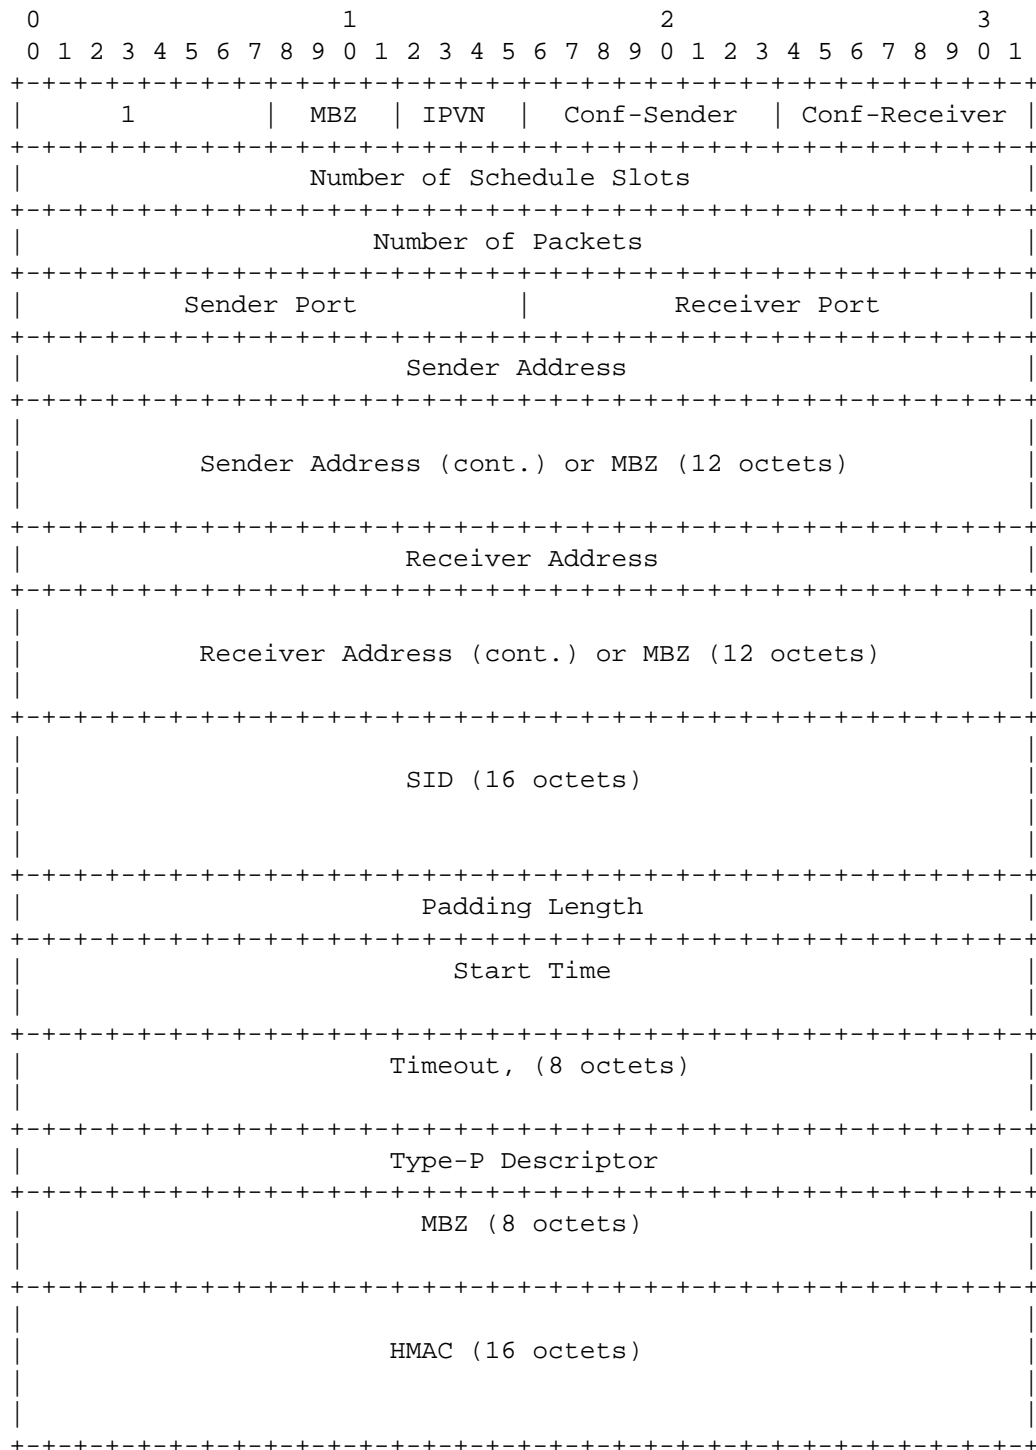 0                   1                   2                   3
 0 1 2 3 4 5 6 7 8 9 0 1 2 3 4 5 6 7 8 9 0 1 2 3 4 5 6 7 8 9 0 1
+-+-+-+-+-+-+-+-+-+-+-+-+-+-+-+-+-+-+-+-+-+-+-+-+-+-+-+-+-+-+-+-+
|      1        |  MBZ  | IPVN  |  Conf-Sender  | Conf-Receiver |
+-+-+-+-+-+-+-+-+-+-+-+-+-+-+-+-+-+-+-+-+-+-+-+-+-+-+-+-+-+-+-+-+
|                  Number of Schedule Slots                     |
+-+-+-+-+-+-+-+-+-+-+-+-+-+-+-+-+-+-+-+-+-+-+-+-+-+-+-+-+-+-+-+-+
|                      Number of Packets                        |
+-+-+-+-+-+-+-+-+-+-+-+-+-+-+-+-+-+-+-+-+-+-+-+-+-+-+-+-+-+-+-+-+
|          Sender Port          |         Receiver Port         |
+-+-+-+-+-+-+-+-+-+-+-+-+-+-+-+-+-+-+-+-+-+-+-+-+-+-+-+-+-+-+-+-+
|                        Sender Address                         |
+-+-+-+-+-+-+-+-+-+-+-+-+-+-+-+-+-+-+-+-+-+-+-+-+-+-+-+-+-+-+-+-+
|                                                               |
|           Sender Address (cont.) or MBZ (12 octets)           |
|                                                               |
+-+-+-+-+-+-+-+-+-+-+-+-+-+-+-+-+-+-+-+-+-+-+-+-+-+-+-+-+-+-+-+-+
|                        Receiver Address                       |
+-+-+-+-+-+-+-+-+-+-+-+-+-+-+-+-+-+-+-+-+-+-+-+-+-+-+-+-+-+-+-+-+
|                                                               |
|           Receiver Address (cont.) or MBZ (12 octets)         |
|                                                               |
+-+-+-+-+-+-+-+-+-+-+-+-+-+-+-+-+-+-+-+-+-+-+-+-+-+-+-+-+-+-+-+-+
|                                                               |
|                        SID (16 octets)                        |
|                                                               |
|                                                               |
+-+-+-+-+-+-+-+-+-+-+-+-+-+-+-+-+-+-+-+-+-+-+-+-+-+-+-+-+-+-+-+-+
|                         Padding Length                        |
+-+-+-+-+-+-+-+-+-+-+-+-+-+-+-+-+-+-+-+-+-+-+-+-+-+-+-+-+-+-+-+-+
|                           Start Time                          |
|                                                               |
+-+-+-+-+-+-+-+-+-+-+-+-+-+-+-+-+-+-+-+-+-+-+-+-+-+-+-+-+-+-+-+-+
|                       Timeout, (8 octets)                     |
|                                                               |
+-+-+-+-+-+-+-+-+-+-+-+-+-+-+-+-+-+-+-+-+-+-+-+-+-+-+-+-+-+-+-+-+
|                       Type-P Descriptor                       |
+-+-+-+-+-+-+-+-+-+-+-+-+-+-+-+-+-+-+-+-+-+-+-+-+-+-+-+-+-+-+-+-+
|                         MBZ (8 octets)                        |
|                                                               |
+-+-+-+-+-+-+-+-+-+-+-+-+-+-+-+-+-+-+-+-+-+-+-+-+-+-+-+-+-+-+-+-+
|                                                               |
|                       HMAC (16 octets)                        |
|                                                               |
|                                                               |
+-+-+-+-+-+-+-+-+-+-+-+-+-+-+-+-+-+-+-+-+-+-+-+-+-+-+-+-+-+-+-+-+